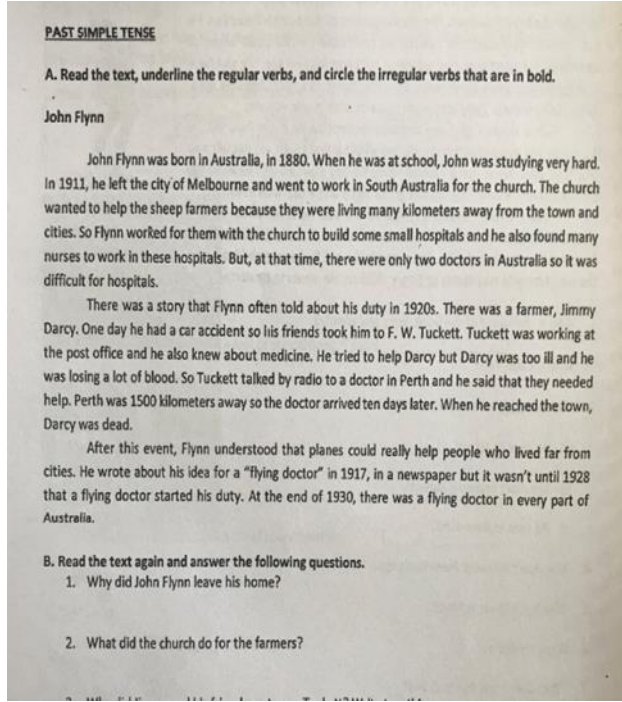 PAST SIMPLE TENSE
A. Read the text, underline the regular verbs, and circle the irregular verbs that are in bold.
John Flynn
John Flynn was born in Australia, in 1880. When he was at school, John was studying very hard.
In 1911, he left the city of Melbourne and went to work in South Australia for the church. The church
wanted to help the sheep farmers because they were living many kilometers away from the town and
cities. So Flynn worked for them with the church to build some small hospitals and he also found many
nurses to work in these hospitals. But, at that time, there were only two doctors in Australia so it was
difficult for hospitals.
There was a story that Flynn often told about his duty in 1920s. There was a farmer, Jimmy
Darcy. One day he had a car accident so his friends took him to F. W. Tuckett. Tuckett was working at
the post office and he also knew about medicine. He tried to help Darcy but Darcy was too ill and he
was losing a lot of blood. So Tuckett talked by radio to a doctor in Perth and he said that they needed
help. Perth was 1500 kilometers away so the doctor arrived ten days later. When he reached the town,
Darcy was dead.
After this event, Flynn understood that planes could really help people who lived far from
cities. He wrote about his idea for a "flying doctor" in 1917, in a newspaper but it wasn't until 1928
that a flying doctor started his duty. At the end of 1930, there was a flying doctor in every part of
Australia.
B. Read the text again and answer the following questions.
1. Why did John Flynn leave his home?
2. What did the church do for the farmers?